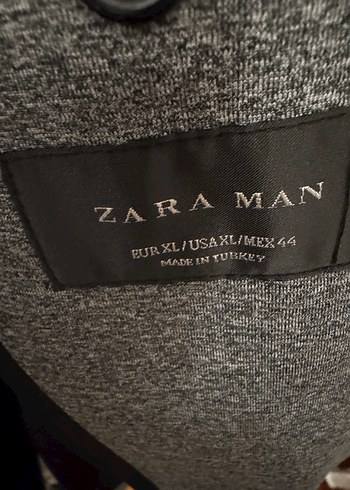 ZARA MAN
EUR XL/USA XL/MEX 44
MADE IN TURKEY